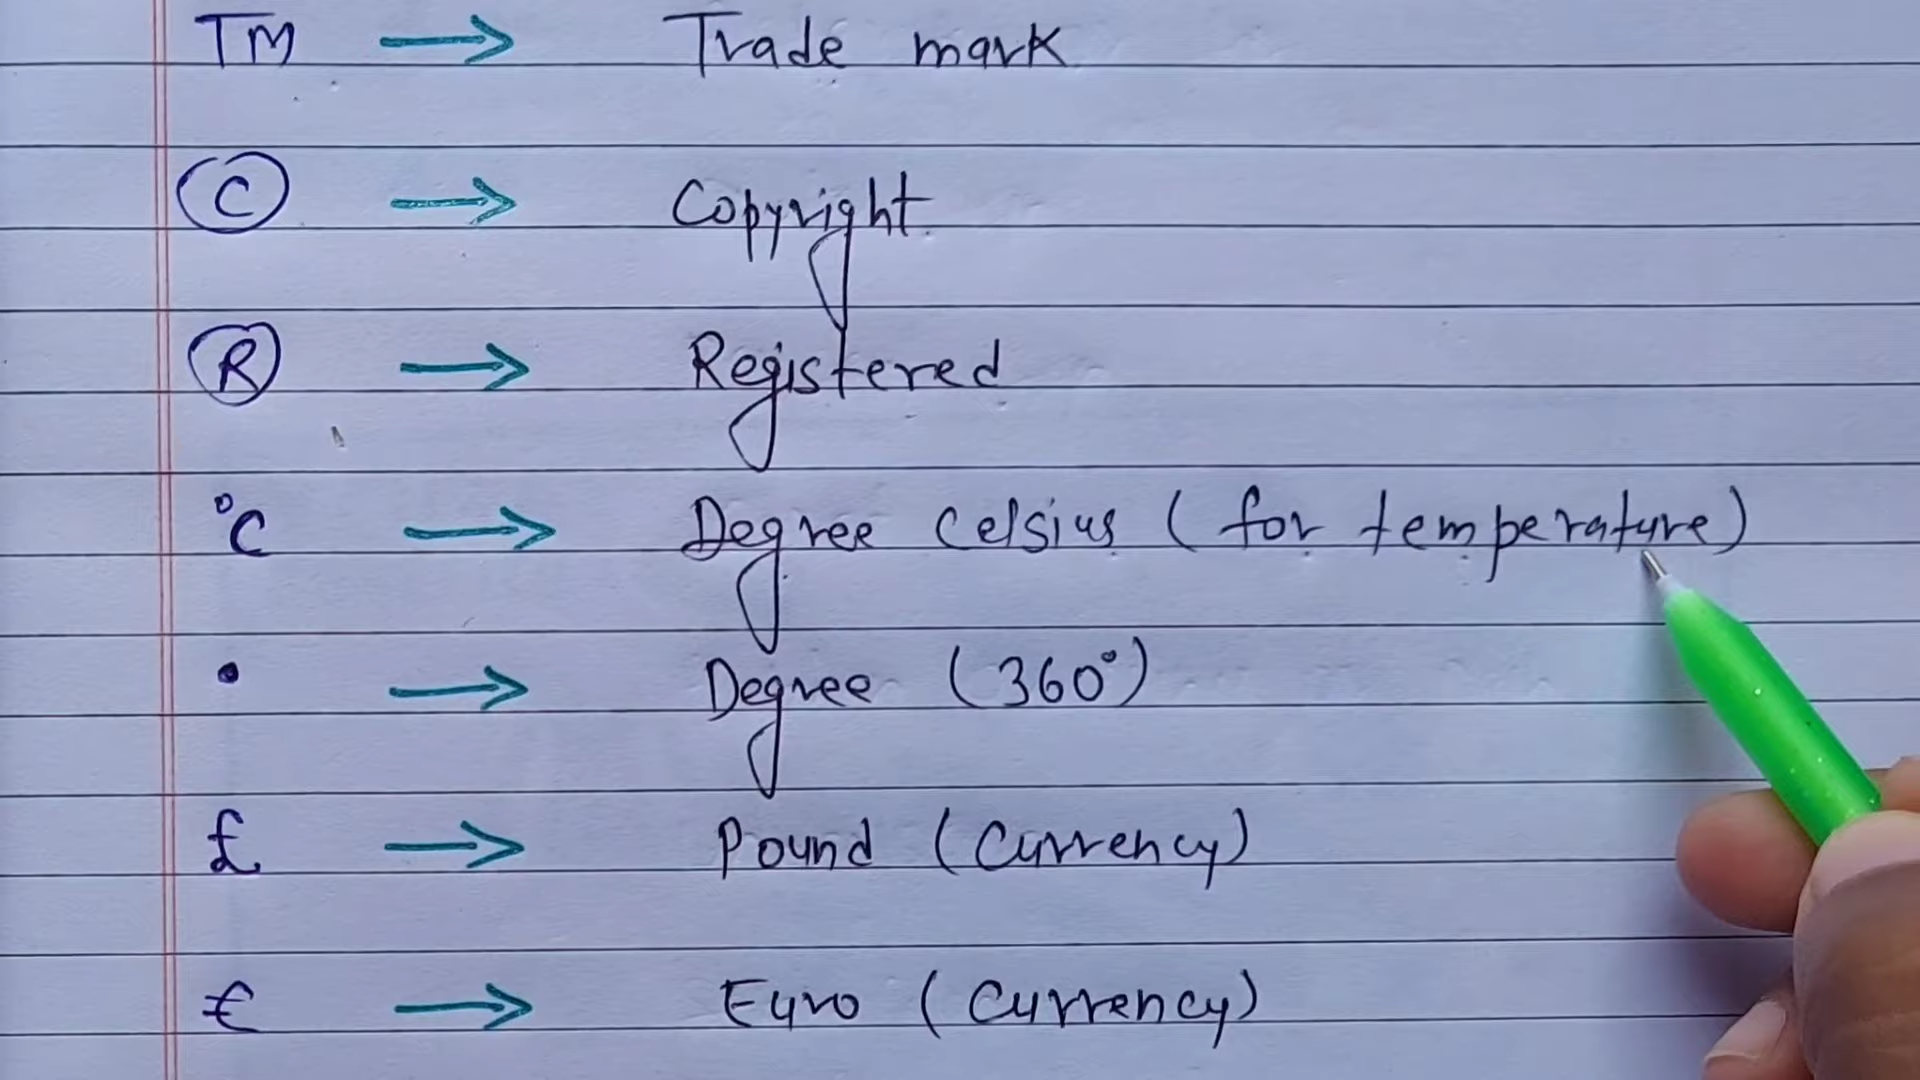 TM → Trade mark
© → Copyright
® → Registered
°C → Degree Celsius (for temperature)
• → Degree (360°)
£ → Pound (Currency)
€ → Euro (Currency)